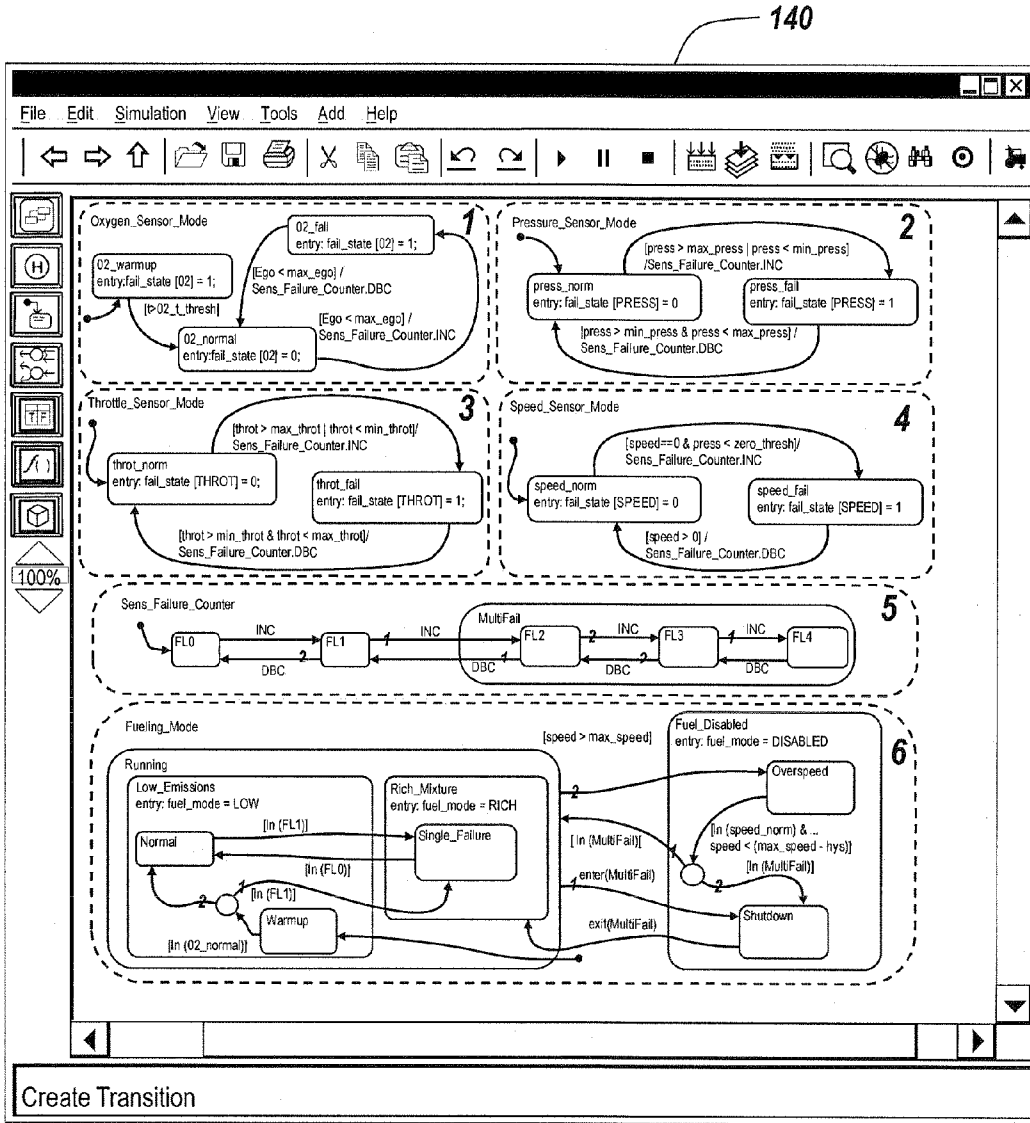 140
File Edit Simulation View Tools Add Help
H
T F
f( )
100%
Oxygen_Sensor_Mode
1
02_fall
entry: fail_state [02] = 1;
02_warmup
entry:fail_state [02] = 1;
[Ego < max_ego] /
Sens_Failure_Counter.DBC
[t>02_t_thresh]
[Ego < max_ego] /
Sens_Failure_Counter.INC
02_normal
entry:fail_state [02] = 0;
Pressure_Sensor_Mode
2
[press > max_press | press < min_press]
/Sens_Failure_Counter.INC
press_norm
entry: fail_state [PRESS] = 0
press_fall
entry: fail_state [PRESS] = 1
[press > min_press & press < max_press] /
Sens_Failure_Counter.DBC
Throttle_Sensor_Mode
3
[throt > max_throt | throt < min_throt]/
Sens_Failure_Counter.INC
throt_norm
entry: fail_state [THROT] = 0;
throt_fail
entry: fail_state [THROT] = 1;
[throt > min_throt & throt < max_throt]/
Sens_Failure_Counter.DBC
Speed_Sensor_Mode
4
[speed==0 & press < zero_thresh]/
Sens_Failure_Counter.INC
speed_norm
entry: fail_state [SPEED] = 0
speed_fail
entry: fail_state [SPEED] = 1
[speed > 0] /
Sens_Failure_Counter.DBC
Sens_Failure_Counter
5
MultiFail
FL0 INC FL1 1 INC FL2 2 INC FL3 1 INC FL4
DBC 2 DBC 1 DBC 2 DBC
Fueling_Mode
6
[speed > max_speed]
Fuel_Disabled
entry: fuel_mode = DISABLED
Running
Low_Emissions
entry: fuel_mode = LOW
Rich_Mixture
entry: fuel_mode = RICH
Overspeed
2
[In (FL1)]
Normal
Single_Failure
[ In (MultiFail)[
[In (speed_norm) & ...
speed < (max_speed - hys)]
[In (FL0)]
1
[In (MultiFail)]
2 1
[In (FL1)]
1 enter(MultiFail)
2
Warmup
Shutdown
exit(MultiFail)
[In (02_normal)]
Create Transition